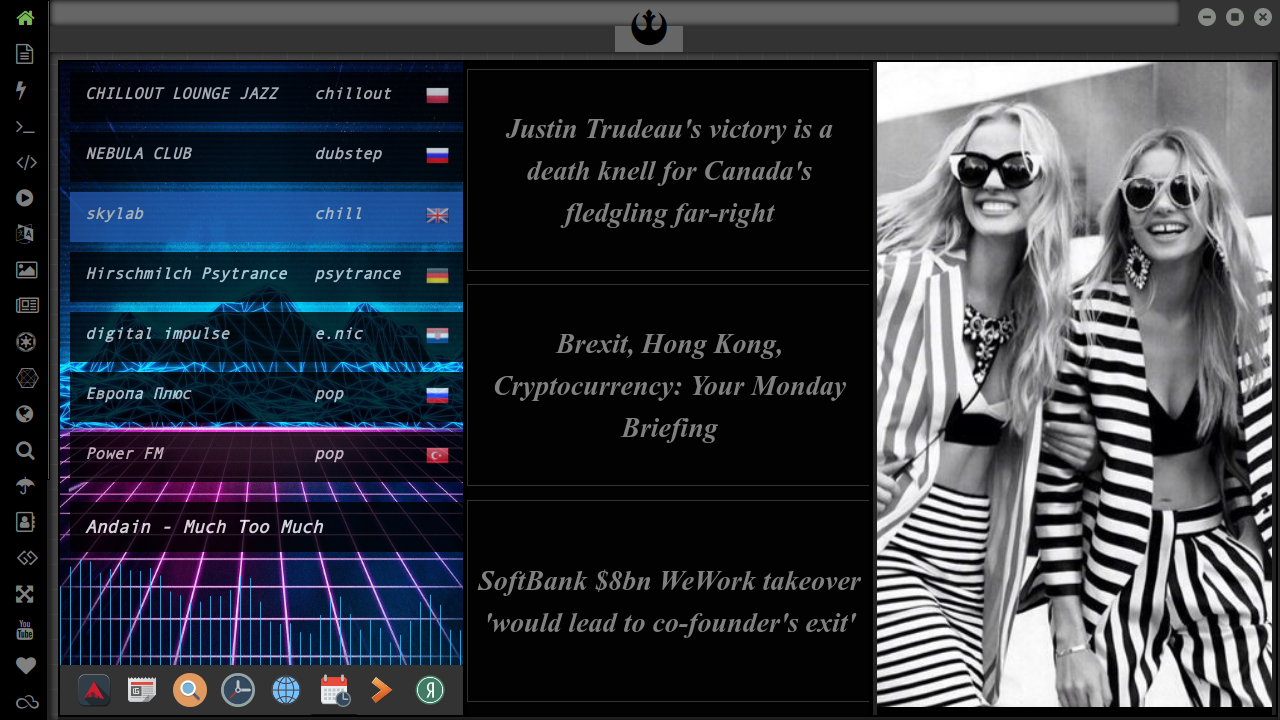 CHILLOUT LOUNGE JAZZ chillout
NEBULA CLUB dubstep
skylab chill
Hirschmilch Psytrance psytrance
digital impulse e.nic
Европа Плюс pop
Power FM pop
Andain - Much Too Much
Justin Trudeau's victory is a
death knell for Canada's
fledgling far-right
Brexit, Hong Kong,
Cryptocurrency: Your Monday
Briefing
SoftBank $8bn WeWork takeover
'would lead to co-founder's exit'
You
Tube
Я